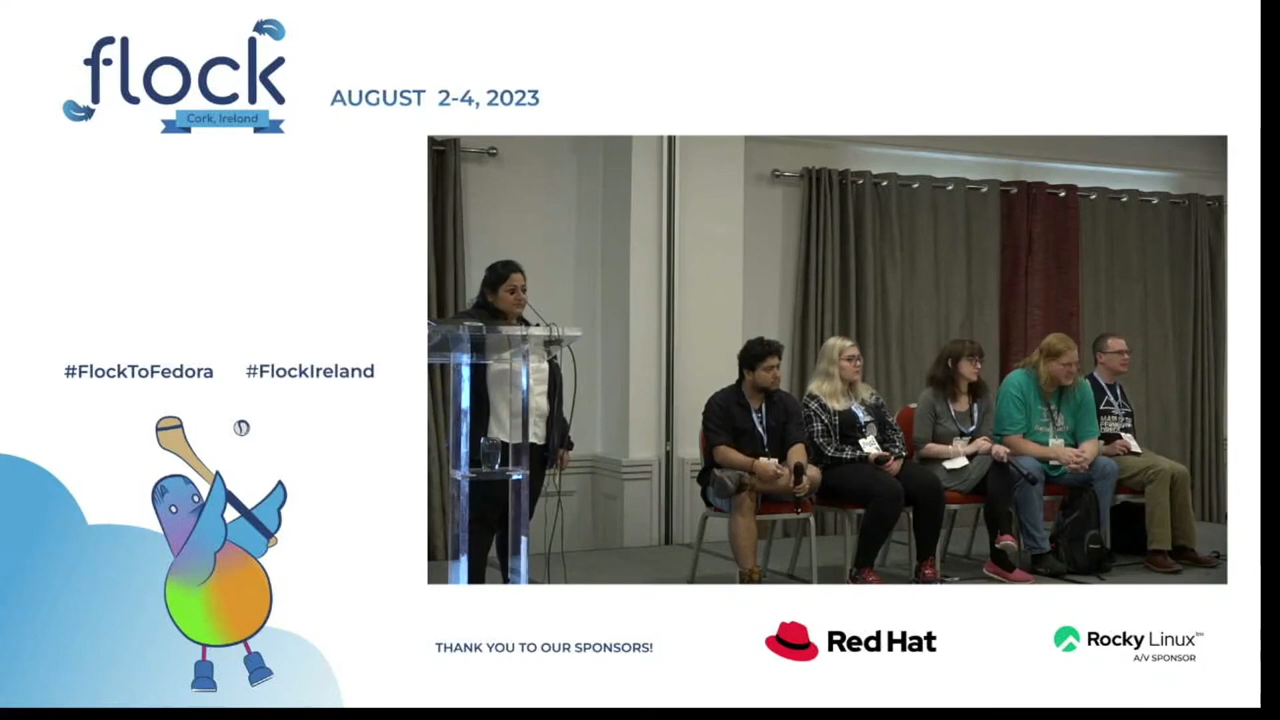 flock
Cork, Ireland
AUGUST 2-4, 2023
#FlockToFedora #FlockIreland
THANK YOU TO OUR SPONSORS!
Red Hat
Rocky Linux™
A/V SPONSOR